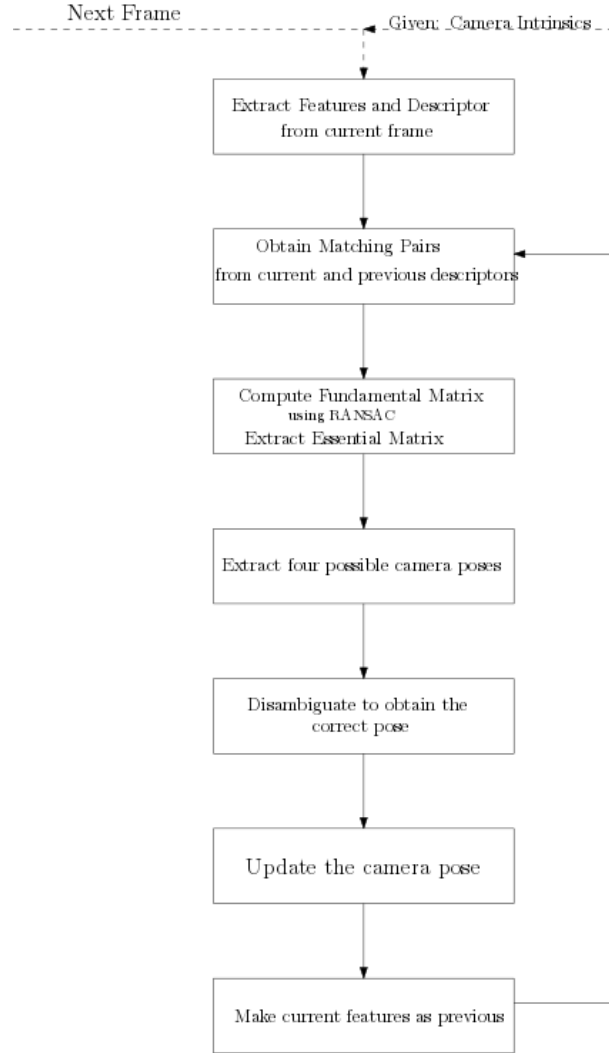 Next Frame
Given: Camera Intrinsics
Extract Features and Descriptor
from current frame
Obtain Matching Pairs
from current and previous descriptors
Compute Fundamental Matrix
using RANSAC
Extract Essential Matrix
Extract four possible camera poses
Disambiguate to obtain the
correct pose
Update the camera pose
Make current features as previous